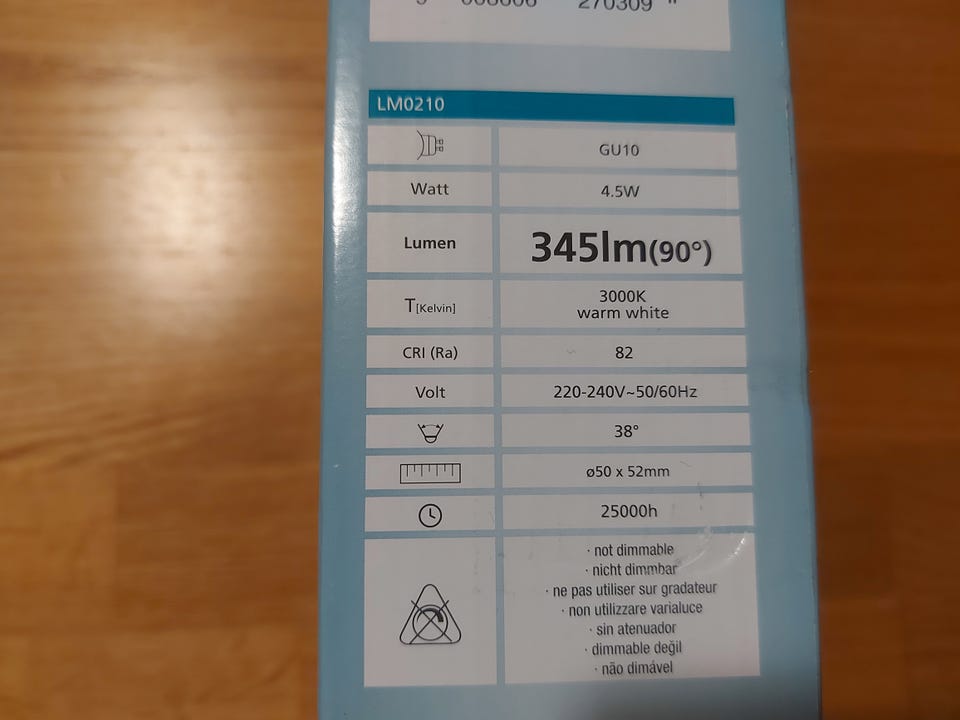 270309
LM0210
GU10
Watt 4.5W
Lumen 345lm(90°)
T[Kelvin] 3000K
warm white
CRI (Ra) 82
Volt 220-240V~50/60Hz
38°
ø50 x 52mm
25000h
· not dimmable
· nicht dimmbar
· ne pas utiliser sur gradateur
· non utilizzare varialuce
· sin atenuador
· dimmable değil
· não dimável